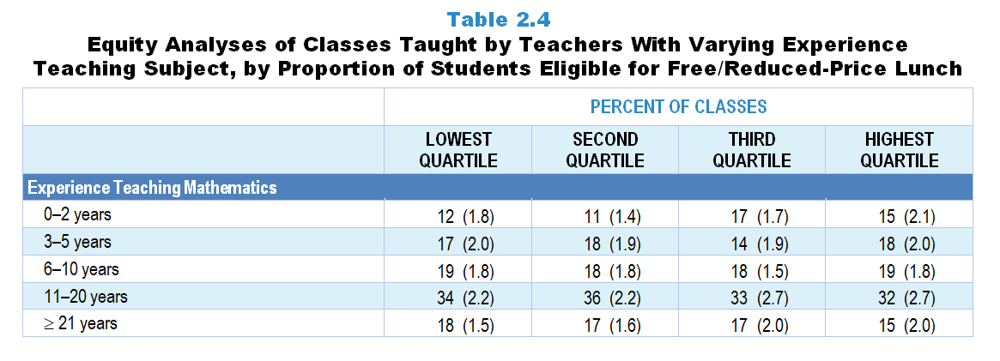 Table 2.4
Equity Analyses of Classes Taught by Teachers With Varying Experience
Teaching Subject, by Proportion of Students Eligible for Free/Reduced-Price Lunch
PERCENT OF CLASSES
LOWEST QUARTILE SECOND QUARTILE THIRD QUARTILE HIGHEST QUARTILE
Experience Teaching Mathematics
0–2 years 12 (1.8) 11 (1.4) 17 (1.7) 15 (2.1)
3–5 years 17 (2.0) 18 (1.9) 14 (1.9) 18 (2.0)
6–10 years 19 (1.8) 18 (1.8) 18 (1.5) 19 (1.8)
11–20 years 34 (2.2) 36 (2.2) 33 (2.7) 32 (2.7)
≥ 21 years 18 (1.5) 17 (1.6) 17 (2.0) 15 (2.0)